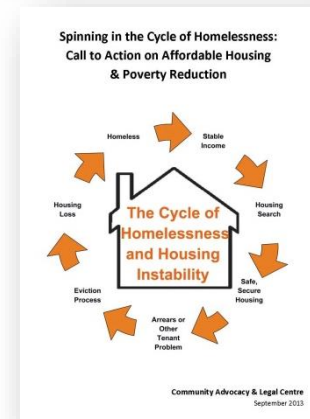 Spinning in the Cycle of Homelessness:
Call to Action on Affordable Housing
& Poverty Reduction
Homeless
Stable
Income
Housing
Search
Safe,
Secure
Housing
Arrears or
Other
Tenant
Problem
Eviction
Process
Housing
Loss
The Cycle of
Homelessness
and Housing
Instability
Community Advocacy & Legal Centre
September 2013